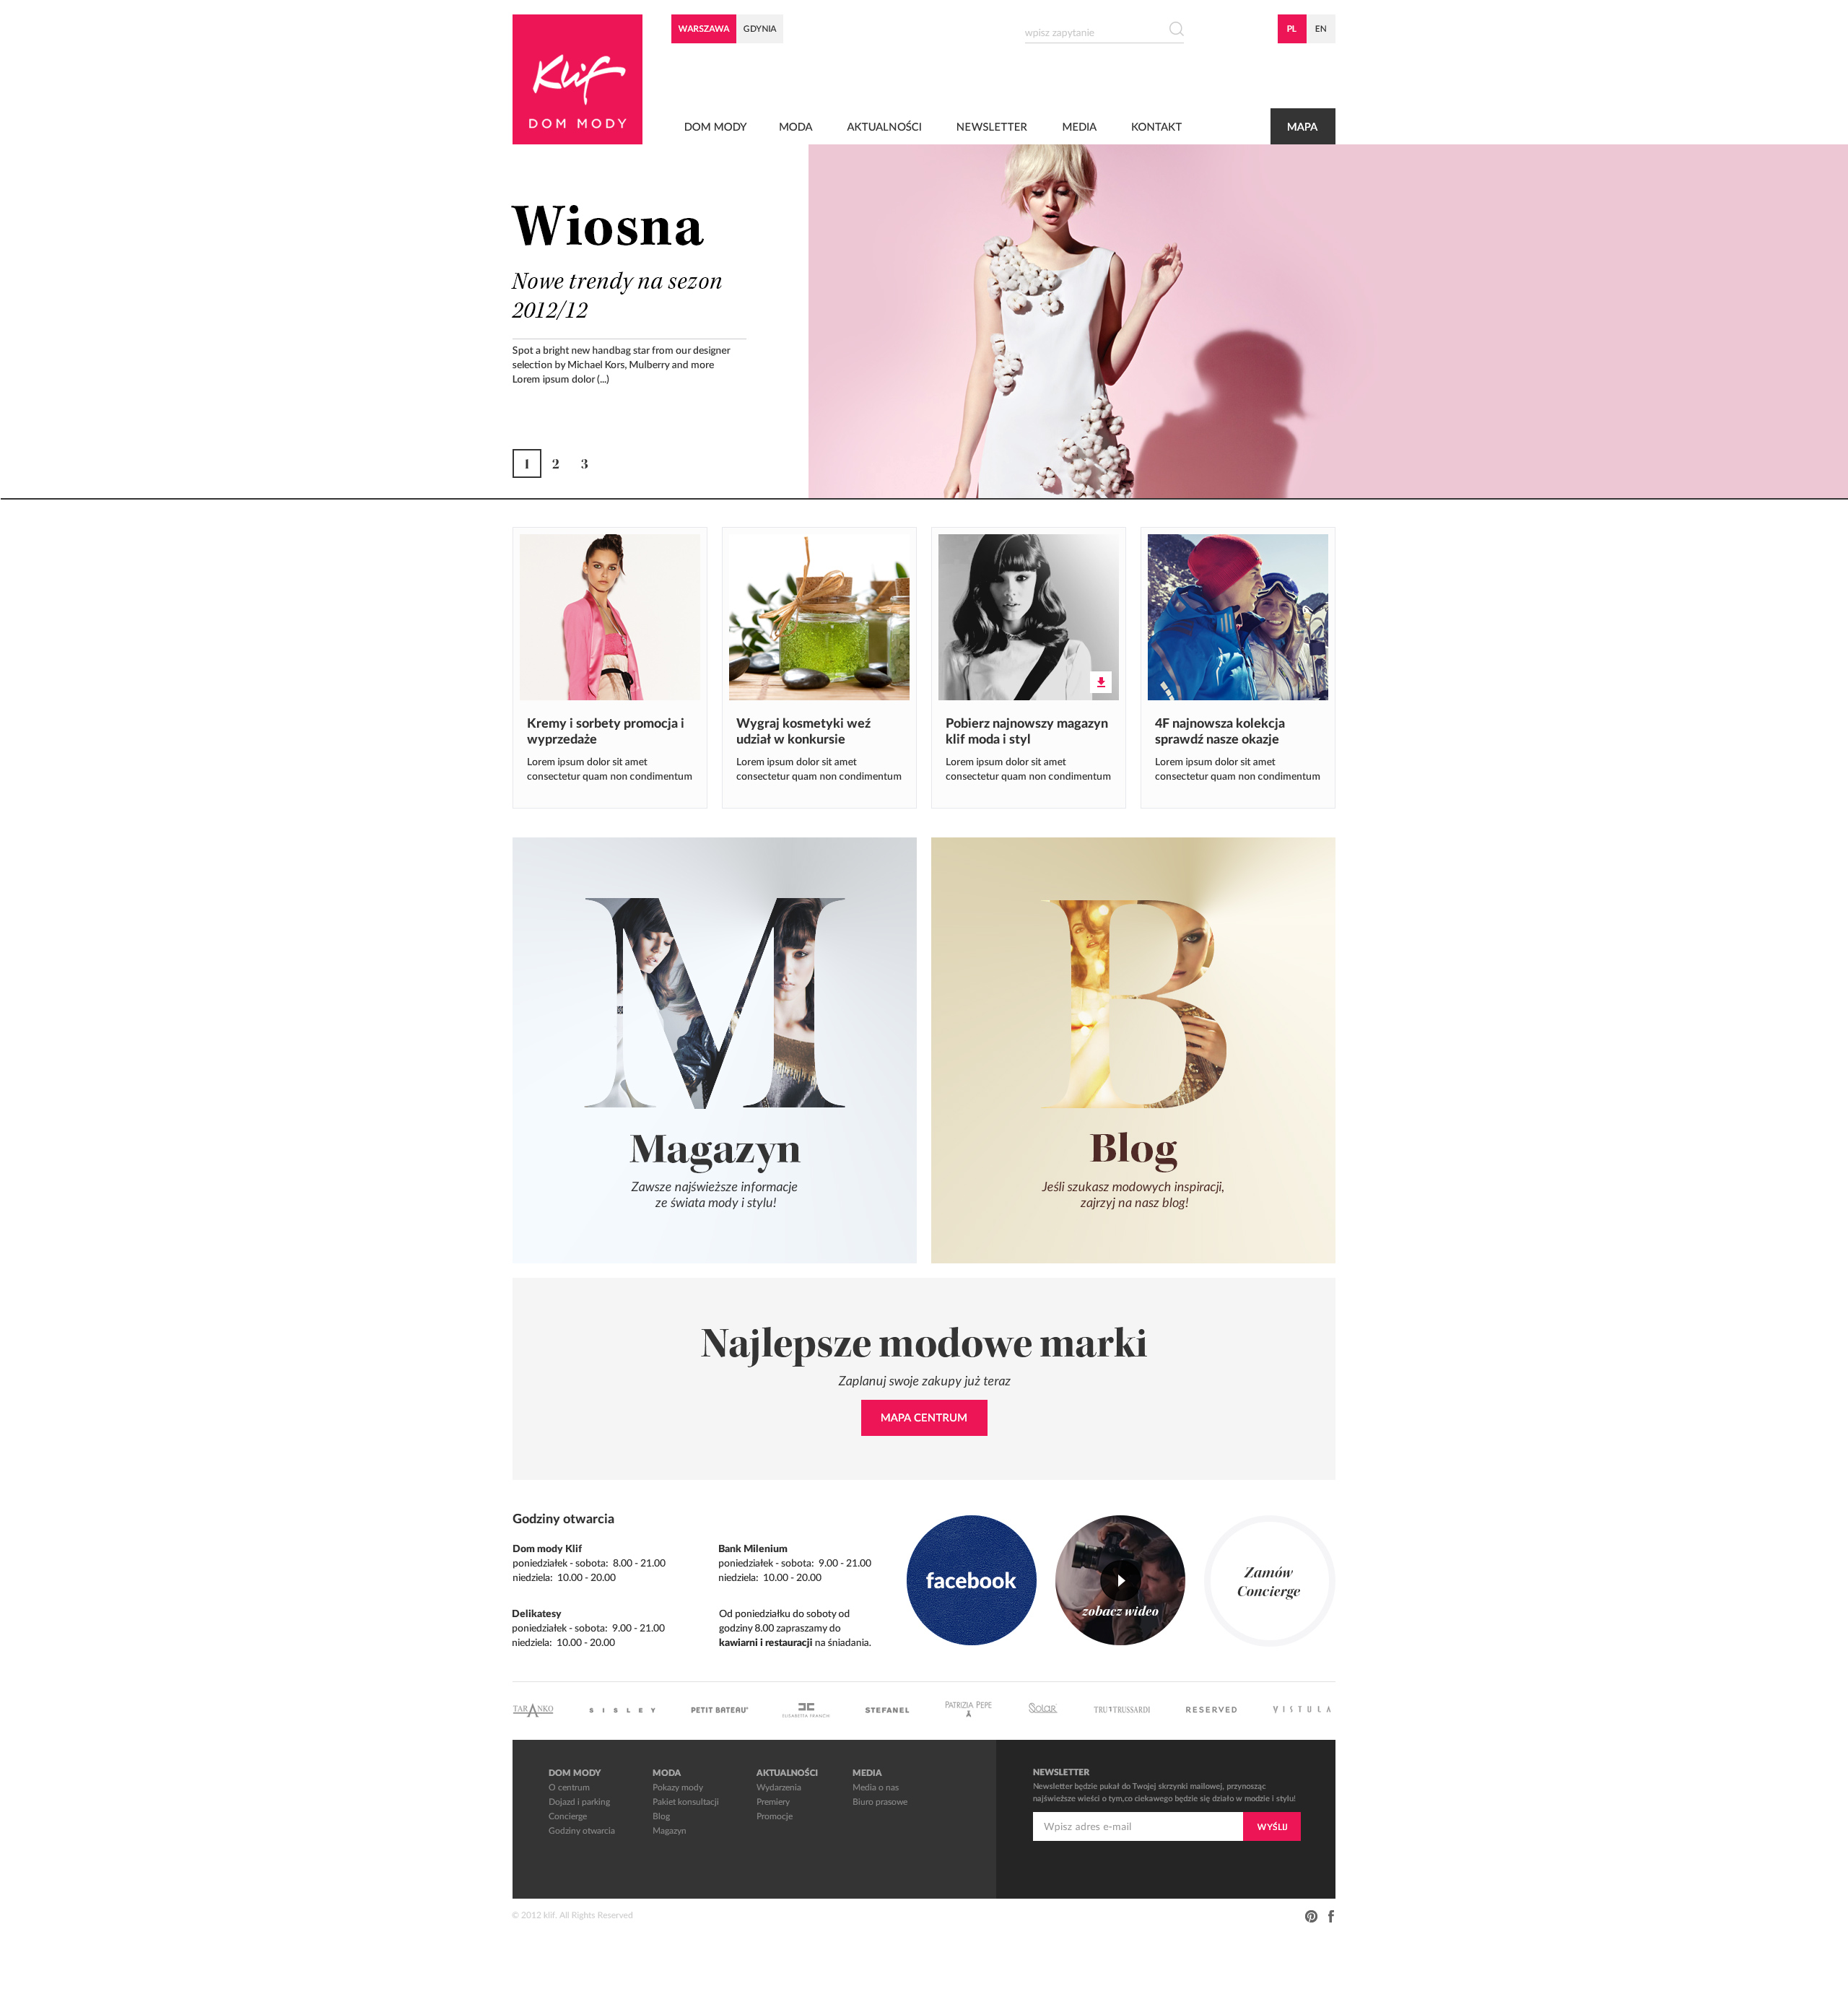 Klif
DOM MODY
WARSZAWA GDYNIA
wpisz zapytanie
PL EN
DOM MODY MODA AKTUALNOŚCI NEWSLETTER MEDIA KONTAKT MAPA
Wiosna
Nowe trendy na sezon
2012/12
Spot a bright new handbag star from our designer
selection by Michael Kors, Mulberry and more
Lorem ipsum dolor (...)
1 2 3
Kremy i sorbety promocja i
wyprzedaże
Lorem ipsum dolor sit amet
consectetur quam non condimentum
Wygraj kosmetyki weź
udział w konkursie
Lorem ipsum dolor sit amet
consectetur quam non condimentum
Pobierz najnowszy magazyn
klif moda i styl
Lorem ipsum dolor sit amet
consectetur quam non condimentum
4F najnowsza kolekcja
sprawdź nasze okazje
Lorem ipsum dolor sit amet
consectetur quam non condimentum
M
Magazyn
Zawsze najświeższe informacje
ze świata mody i stylu!
B
Blog
Jeśli szukasz modowych inspiracji,
zajrzyj na nasz blog!
Najlepsze modowe marki
Zaplanuj swoje zakupy już teraz
MAPA CENTRUM
Godziny otwarcia
Dom mody Klif
poniedziałek - sobota: 8.00 - 21.00
niedziela: 10.00 - 20.00
Bank Milenium
poniedziałek - sobota: 9.00 - 21.00
niedziela: 10.00 - 20.00
Delikatesy
poniedziałek - sobota: 9.00 - 21.00
niedziela: 10.00 - 20.00
Od poniedziałku do soboty od
godziny 8.00 zapraszamy do
kawiarni i restauracji na śniadania.
facebook
zobacz wideo
Zamów
Concierge
TARANKO SISLEY PETIT BATEAU ELISABETTA FRANCHI STEFANEL PATRIZIA PEPE SOLAR TRU TRUSSARDI RESERVED VISTULA
DOM MODY
O centrum
Dojazd i parking
Concierge
Godziny otwarcia
MODA
Pokazy mody
Pakiet konsultacji
Blog
Magazyn
AKTUALNOŚCI
Wydarzenia
Premiery
Promocje
MEDIA
Media o nas
Biuro prasowe
NEWSLETTER
Newsletter będzie pukał do Twojej skrzynki mailowej, przynosząc
najświeższe wieści o tym,co ciekawego będzie się działo w modzie i stylu!
Wpisz adres e-mail WYŚLIJ
© 2012 klif. All Rights Reserved